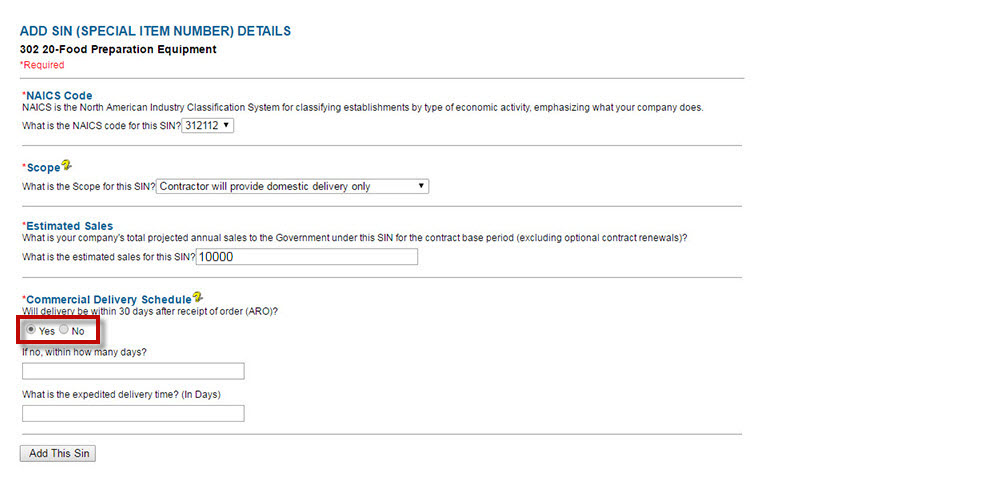 ADD SIN (SPECIAL ITEM NUMBER) DETAILS
302 20-Food Preparation Equipment
*Required
*NAICS Code
NAICS is the North American Industry Classification System for classifying establishments by type of economic activity, emphasizing what your company does.
What is the NAICS code for this SIN? 312112
*Scope
What is the Scope for this SIN? Contractor will provide domestic delivery only
*Estimated Sales
What is your company's total projected annual sales to the Government under this SIN for the contract base period (excluding optional contract renewals)?
What is the estimated sales for this SIN? 10000
*Commercial Delivery Schedule
Will delivery be within 30 days after receipt of order (ARO)?
Yes No
If no, within how many days?
What is the expedited delivery time? (In Days)
Add This Sin